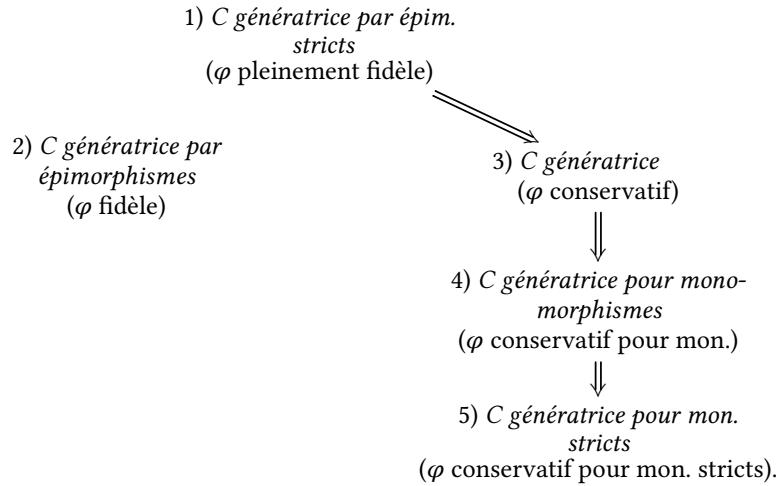 1) C génératrice par épim.
stricts
(φ pleinement fidèle)
2) C génératrice par
épimorphismes
(φ fidèle)
3) C génératrice
(φ conservatif)
4) C génératrice pour mono-
morphismes
(φ conservatif pour mon.)
5) C génératrice pour mon.
stricts
(φ conservatif pour mon. stricts).